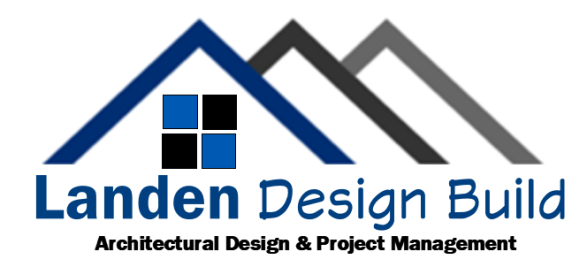 Landen Design Build
Architectural Design & Project Management